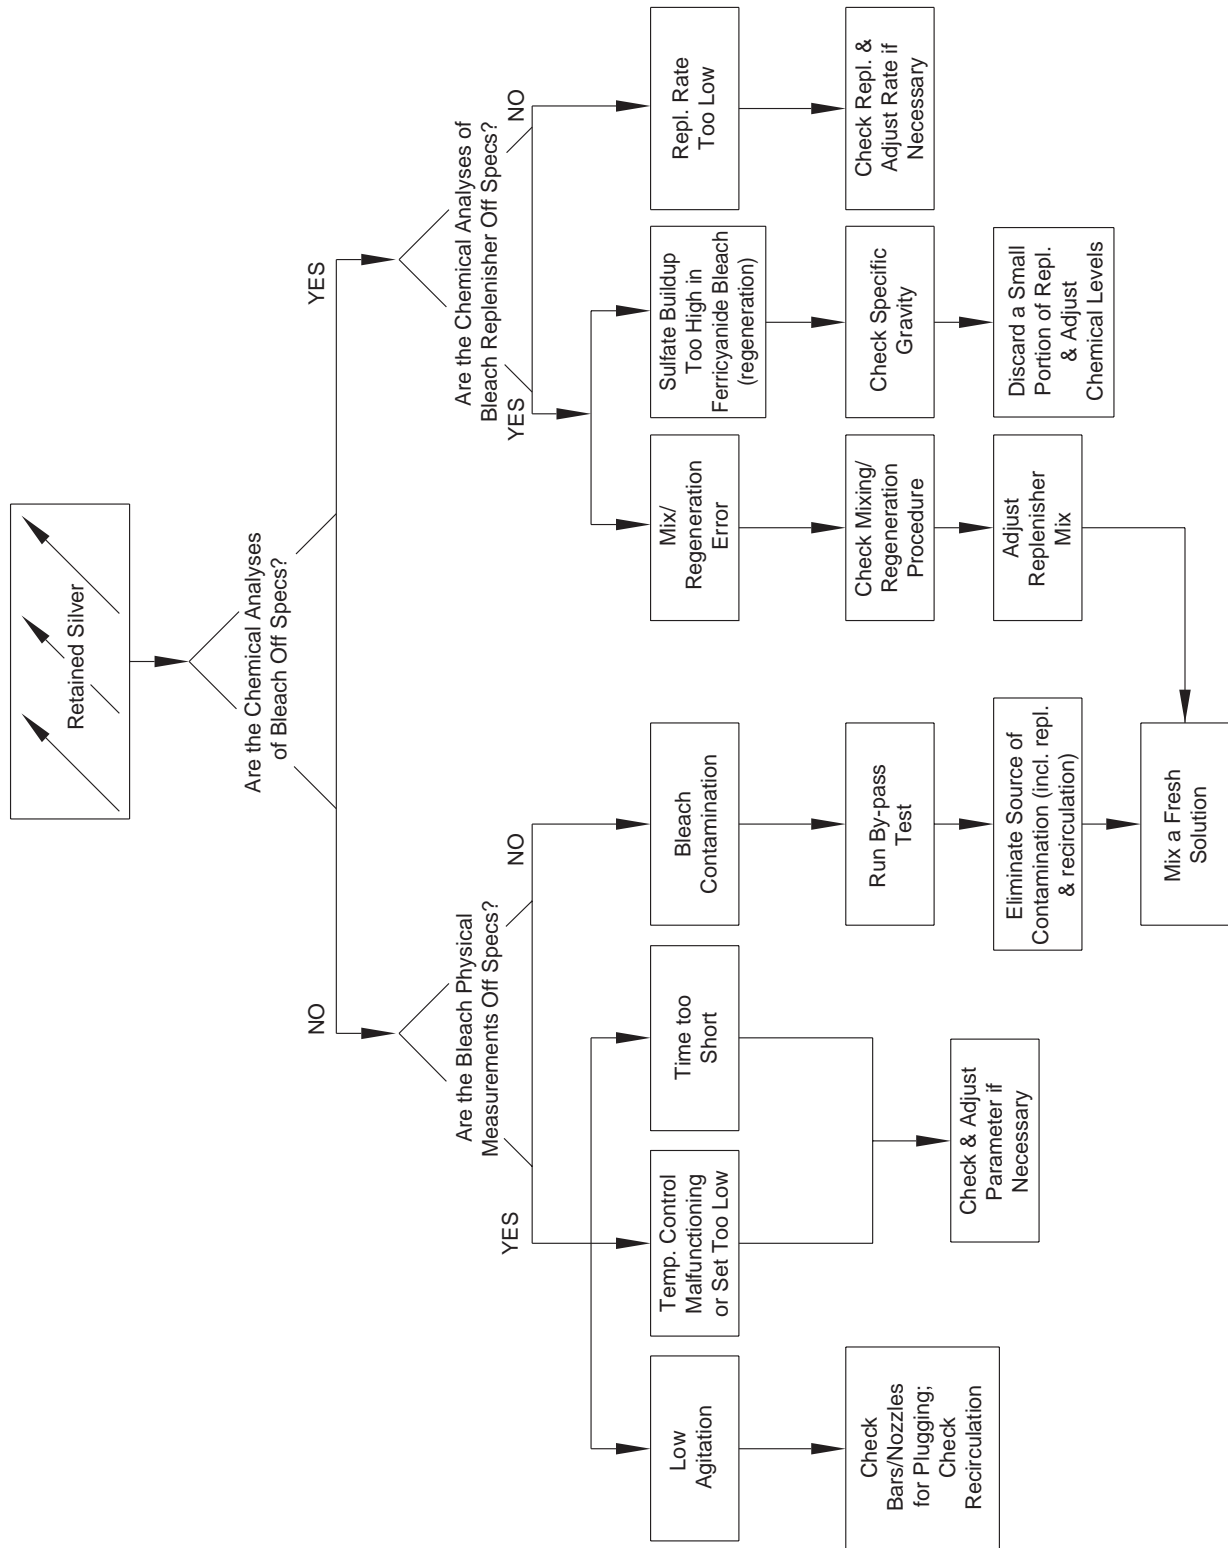 Retained Silver
Are the Chemical Analyses
of Bleach Off Specs?
NO
YES
Are the Bleach Physical
Measurements Off Specs?
Are the Chemical Analyses of
Bleach Replenisher Off Specs?
YES
NO
YES
NO
Low
Agitation
Temp. Control
Malfunctioning
or Set Too Low
Time too
Short
Bleach
Contamination
Mix/
Regeneration
Error
Sulfate Buildup
Too High in
Ferricyanide Bleach
(regeneration)
Repl. Rate
Too Low
Check
Bars/Nozzles
for Plugging;
Check
Recirculation
Run By-pass
Test
Check Mixing/
Regeneration
Procedure
Check Specific
Gravity
Check Repl. &
Adjust Rate if
Necessary
Check & Adjust
Parameter if
Necessary
Eliminate Source of
Contamination (incl. repl.
& recirculation)
Adjust
Replenisher
Mix
Discard a Small
Portion of Repl.
& Adjust
Chemical Levels
Mix a Fresh
Solution